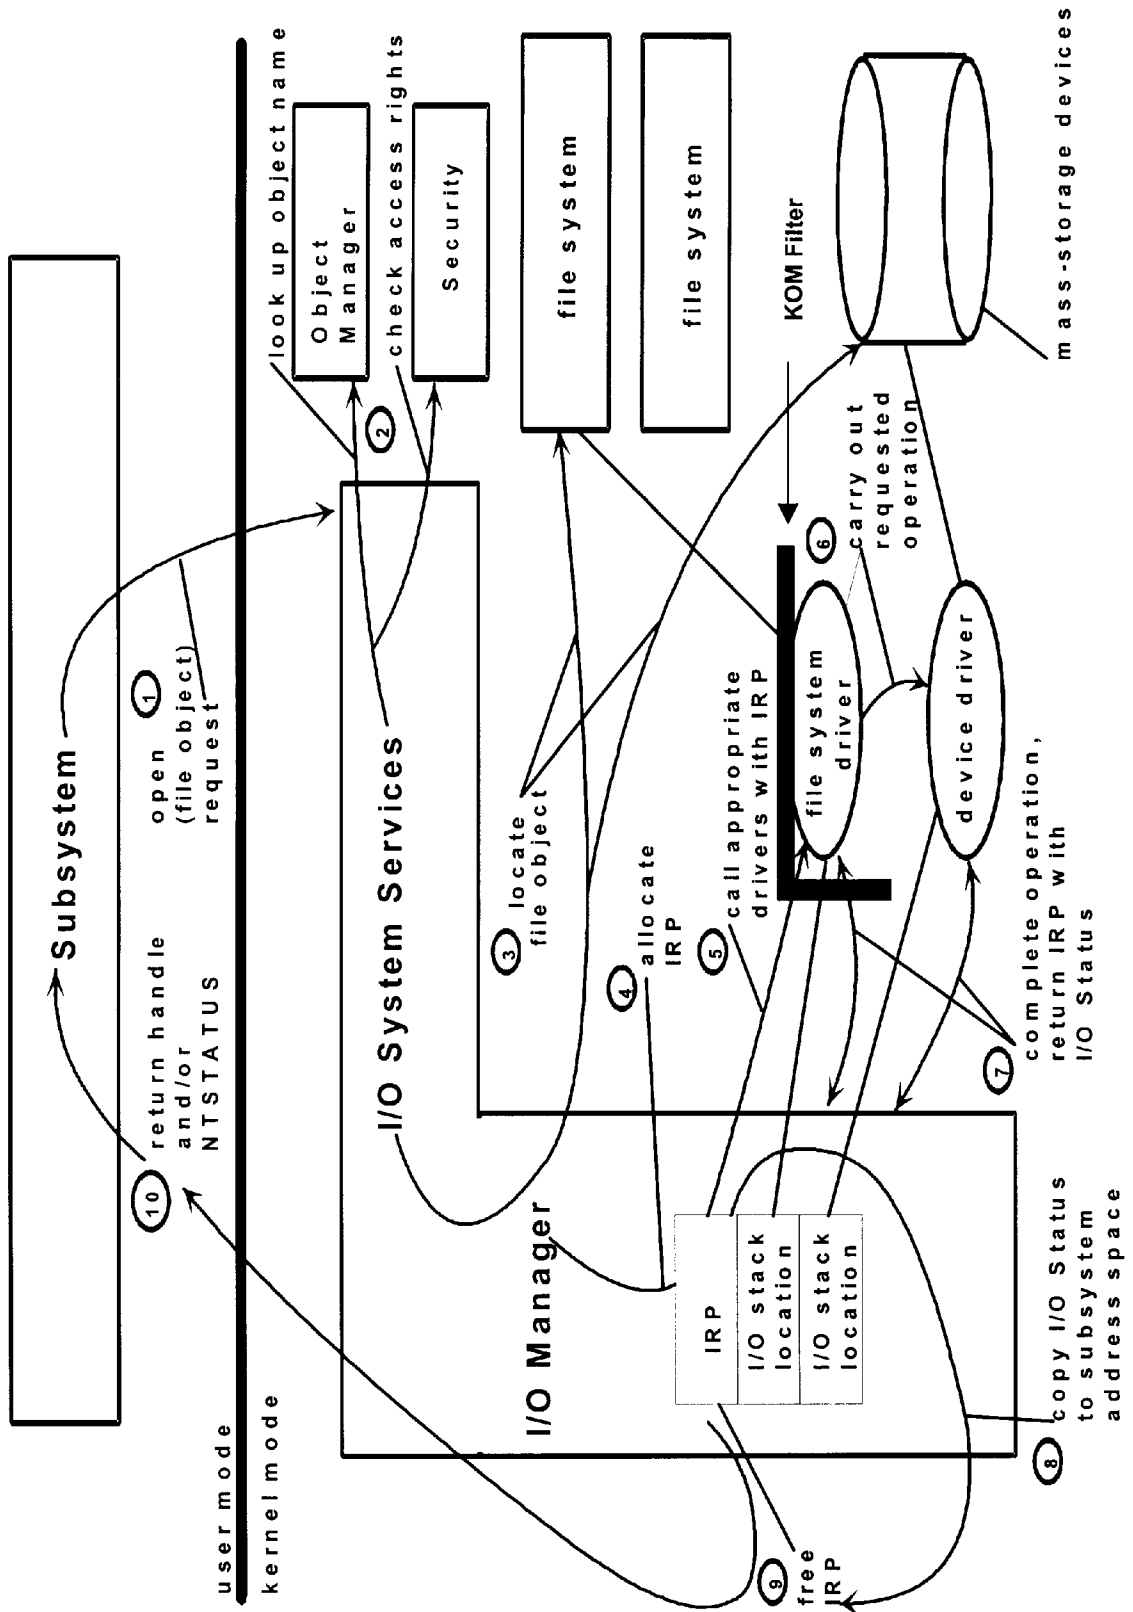 Subsystem
user mode
kernel mode
10
return handle
and/or
NTSTATUS
1
open
(file object)
request
look up object name
Object
Manager
2
check access rights
Security
I/O System Services
I/O Manager
3
locate
file object
file system
file system
4
allocate
IRP
5
call appropriate
drivers with IRP
KOM Filter
IRP
I/O stack
location
I/O stack
location
file system
driver
6
carry out
requested
operation
device driver
mass-storage devices
9
free
IRP
8
copy I/O Status
to subsystem
address space
7
complete operation,
return IRP with
I/O Status